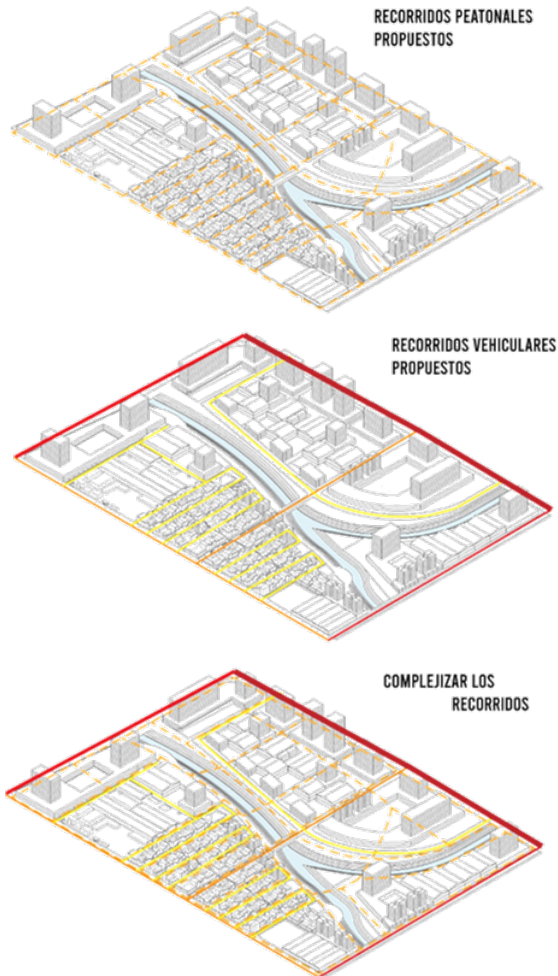 RECORRIDOS PEATONALES
PROPUESTOS
RECORRIDOS VEHICULARES
PROPUESTOS
COMPLEJIZAR LOS
RECORRIDOS